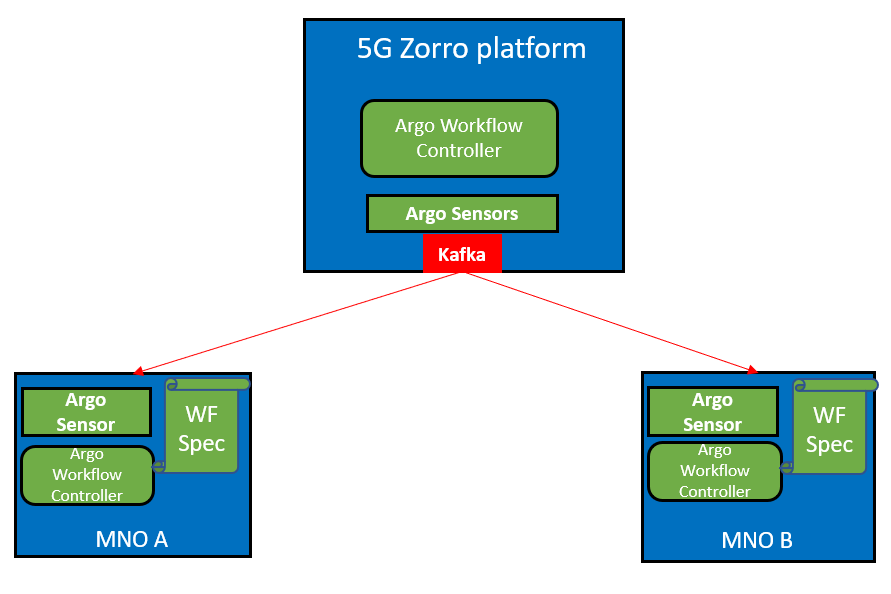 5G Zorro platform
Argo Workflow
Controller
Argo Sensors
Kafka
Argo
Sensor
WF
Spec
Argo
Workflow
Controller
MNO A
Argo
Sensor
WF
Spec
Argo
Workflow
Controller
MNO B